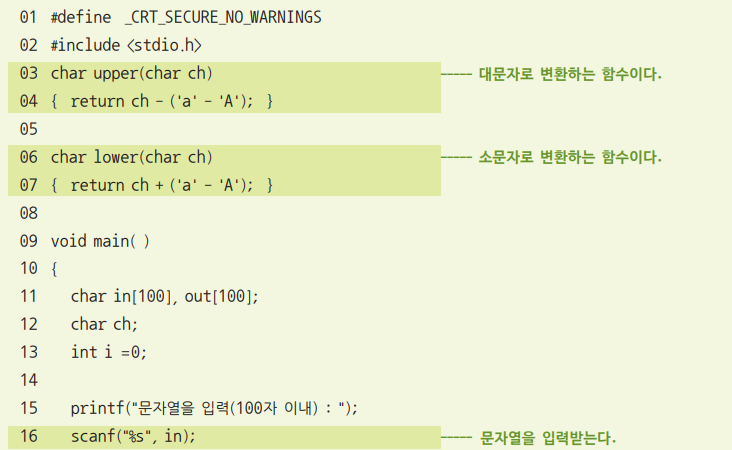 01 #define _CRT_SECURE_NO_WARNINGS
02 #include <stdio.h>
03 char upper(char ch) 대문자로 변환하는 함수이다.
04 { return ch - ('a' - 'A'); }
05
06 char lower(char ch) 소문자로 변환하는 함수이다.
07 { return ch + ('a' - 'A'); }
08
09 void main( )
10 {
11 char in[100], out[100];
12 char ch;
13 int i =0;
14
15 printf("문자열을 입력(100자 이내) : ");
16 scanf("%s", in); 문자열을 입력받는다.